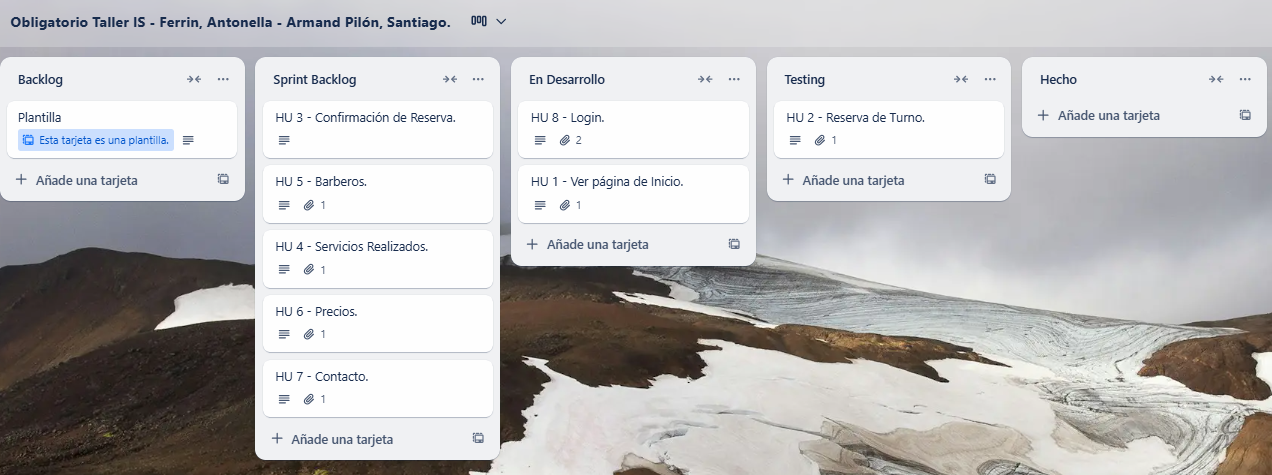 Obligatorio Taller IS - Ferrin, Antonella - Armand Pilón, Santiago.
Backlog
Plantilla
Esta tarjeta es una plantilla.
Añade una tarjeta
Sprint Backlog
HU 3 - Confirmación de Reserva.
HU 5 - Barberos.
1
HU 4 - Servicios Realizados.
1
HU 6 - Precios.
1
HU 7 - Contacto.
1
Añade una tarjeta
En Desarrollo
HU 8 - Login.
2
HU 1 - Ver página de Inicio.
1
Añade una tarjeta
Testing
HU 2 - Reserva de Turno.
1
Añade una tarjeta
Hecho
Añade una tarjeta